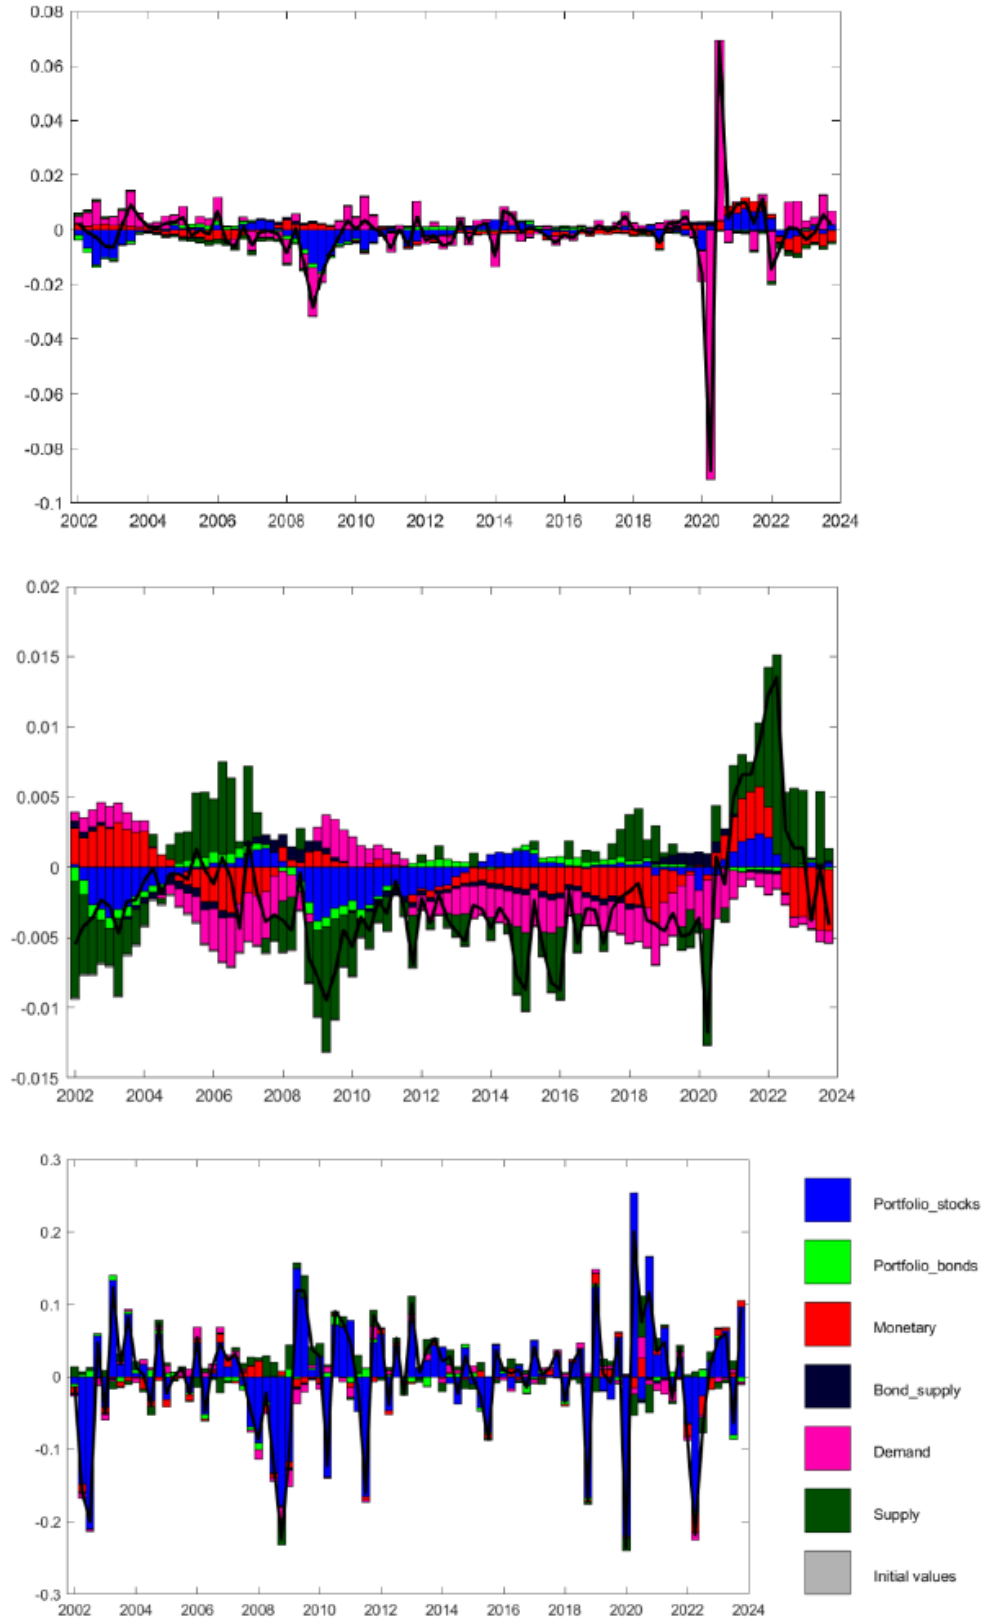 0.08
0.06
0.04
0.02
0
-0.02
-0.04
-0.06
-0.08
-0.1
2002 2004 2006 2008 2010 2012 2014 2016 2018 2020 2022 2024
0.02
0.015
0.01
0.005
0
-0.005
-0.01
-0.015
2002 2004 2006 2008 2010 2012 2014 2016 2018 2020 2022 2024
0.3
0.2
0.1
0
-0.1
-0.2
-0.3
2002 2004 2006 2008 2010 2012 2014 2016 2018 2020 2022 2024
Portfolio_stocks
Portfolio_bonds
Monetary
Bond_supply
Demand
Supply
Initial values